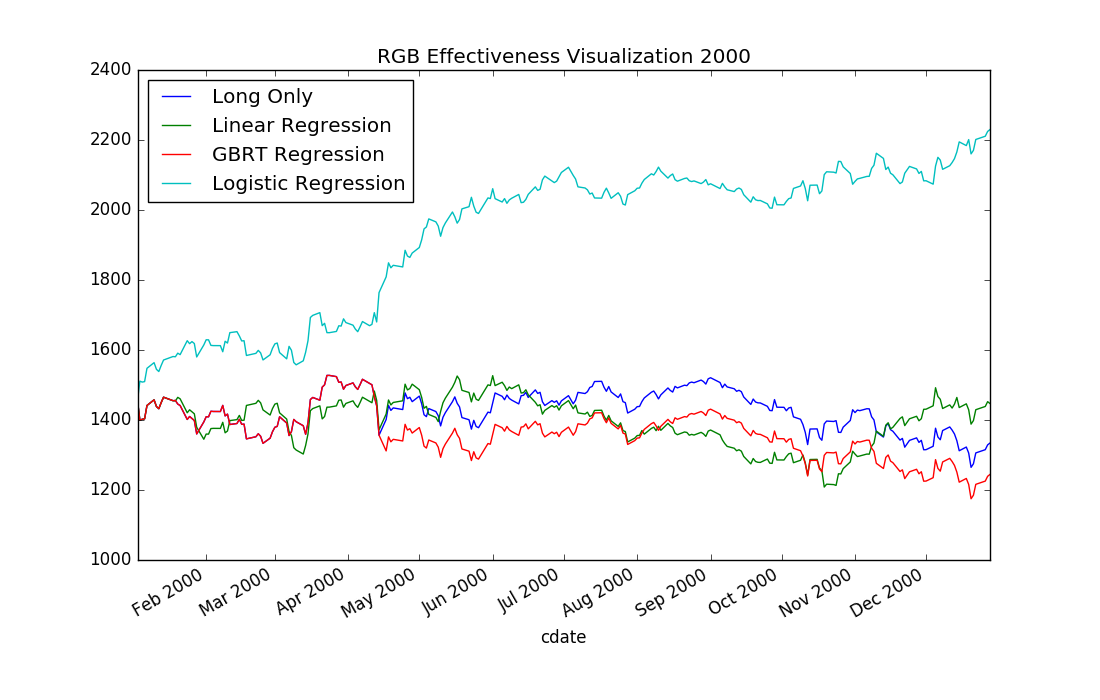 RGB Effectiveness Visualization 2000
2400
2200
2000
1800
1600
1400
1200
1000
Long Only
Linear Regression
GBRT Regression
Logistic Regression
Feb 2000
Mar 2000
Apr 2000
May 2000
Jun 2000
Jul 2000
Aug 2000
Sep 2000
Oct 2000
Nov 2000
Dec 2000
cdate